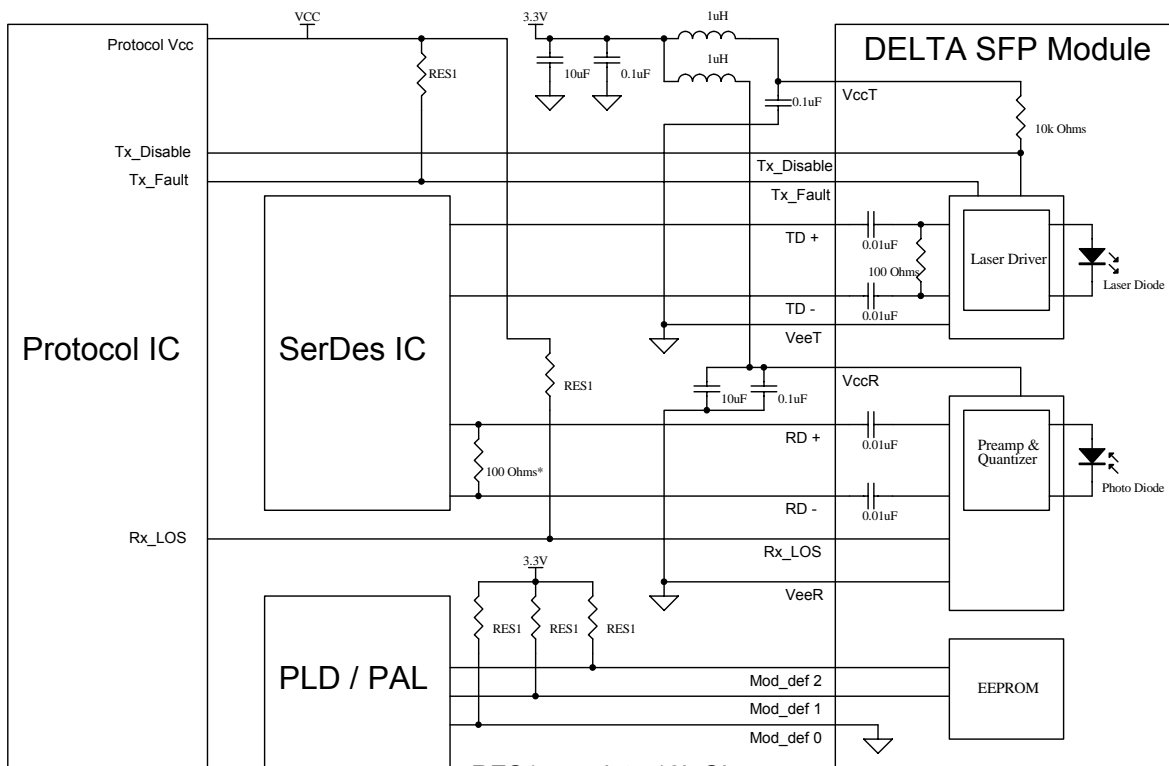 VCC
3.3V
1uH
Protocol Vcc
DELTA SFP Module
RES1
10uF
0.1uF
1uH
VccT
0.1uF
10k Ohms
Tx_Disable
Tx_Disable
Tx_Fault
Tx_Fault
TD +
0.01uF
Laser Driver
100 Ohms
Laser Diode
TD -
0.01uF
VeeT
Protocol IC
SerDes IC
RES1
VccR
10uF
0.1uF
RD +
0.01uF
Preamp &
Quantizer
100 Ohms*
Photo Diode
RD -
0.01uF
Rx_LOS
Rx_LOS
3.3V
VeeR
RES1
RES1
RES1
PLD / PAL
Mod_def 2
EEPROM
Mod_def 1
Mod_def 0